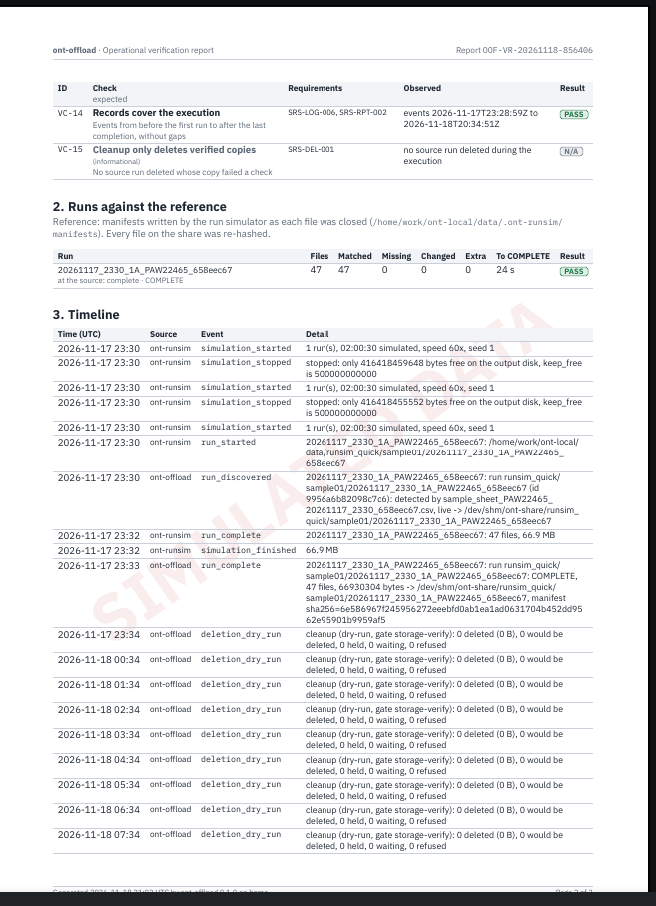 ont-offload · Operational verification report Report OOF-VR-20261118-856406
ID Check Requirements Observed Result
expected
VC-14 Records cover the execution SRS-LOG-006, SRS-RPT-002 events 2026-11-17T23:28:59Z to PASS
Events from before the first run to after the last 2026-11-18T20:34:51Z
completion, without gaps
VC-15 Cleanup only deletes verified copies SRS-DEL-001 no source run deleted during the N/A
(informational) execution
No source run deleted whose copy failed a check
2. Runs against the reference
Reference: manifests written by the run simulator as each file was closed (/home/work/ont-local/data/.ont-runsim/
manifests). Every file on the share was re-hashed.
Run Files Matched Missing Changed Extra To COMPLETE Result
20261117_2330_1A_PAW22465_658eec67 47 47 0 0 0 24 s PASS
at the source: complete · COMPLETE
3. Timeline
Time (UTC) Source Event Detail
2026-11-17 23:30 ont-runsim simulation_started 1 run(s), 02:00:30 simulated, speed 60x, seed 1
2026-11-17 23:30 ont-runsim simulation_stopped stopped: only 416418459648 bytes free on the output disk, keep_free
is 500000000000
2026-11-17 23:30 ont-runsim simulation_started 1 run(s), 02:00:30 simulated, speed 60x, seed 1
2026-11-17 23:30 ont-runsim simulation_stopped stopped: only 416418455552 bytes free on the output disk, keep_free
is 500000000000
2026-11-17 23:30 ont-runsim simulation_started 1 run(s), 02:00:30 simulated, speed 60x, seed 1
2026-11-17 23:30 ont-runsim run_started 20261117_2330_1A_PAW22465_658eec67: /home/work/ont-local/
data/runsim_quick/sample01/20261117_2330_1A_PAW22465_
658eec67
2026-11-17 23:30 ont-offload run_discovered 20261117_2330_1A_PAW22465_658eec67: run runsim_quick/
sample01/20261117_2330_1A_PAW22465_658eec67 (id
9956a6b82098c7c6): detected by sample_sheet_PAW22465_
20261117_2330_1A_PAW22465_658eec67.csv, live -> /dev/shm/ont-share/runsim_
quick/sample01/20261117_2330_1A_PAW22465_658eec67
2026-11-17 23:32 ont-runsim run_complete 20261117_2330_1A_PAW22465_658eec67: 47 files, 66.9 MB
2026-11-17 23:32 ont-runsim simulation_finished 66.9 MB
2026-11-17 23:33 ont-offload run_complete 20261117_2330_1A_PAW22465_658eec67: run runsim_quick/
sample01/20261117_2330_1A_PAW22465_658eec67: COMPLETE,
47 files, 66930304 bytes -> /dev/shm/ont-share/runsim_quick/
sample01/20261117_2330_1A_PAW22465_658eec67, manifest
sha256=6e586967f245956272eeebfd0ab1ea1ad0631704b452dd95
62e55901b9959af5
2026-11-17 23:34 ont-offload deletion_dry_run cleanup (dry-run, gate storage-verify): 0 deleted (0 B), 0 would be
deleted, 0 held, 0 waiting, 0 refused
2026-11-18 00:34 ont-offload deletion_dry_run cleanup (dry-run, gate storage-verify): 0 deleted (0 B), 0 would be
deleted, 0 held, 0 waiting, 0 refused
2026-11-18 01:34 ont-offload deletion_dry_run cleanup (dry-run, gate storage-verify): 0 deleted (0 B), 0 would be
deleted, 0 held, 0 waiting, 0 refused
2026-11-18 02:34 ont-offload deletion_dry_run cleanup (dry-run, gate storage-verify): 0 deleted (0 B), 0 would be
deleted, 0 held, 0 waiting, 0 refused
2026-11-18 03:34 ont-offload deletion_dry_run cleanup (dry-run, gate storage-verify): 0 deleted (0 B), 0 would be
deleted, 0 held, 0 waiting, 0 refused
2026-11-18 04:34 ont-offload deletion_dry_run cleanup (dry-run, gate storage-verify): 0 deleted (0 B), 0 would be
deleted, 0 held, 0 waiting, 0 refused
2026-11-18 05:34 ont-offload deletion_dry_run cleanup (dry-run, gate storage-verify): 0 deleted (0 B), 0 would be
deleted, 0 held, 0 waiting, 0 refused
2026-11-18 06:34 ont-offload deletion_dry_run cleanup (dry-run, gate storage-verify): 0 deleted (0 B), 0 would be
deleted, 0 held, 0 waiting, 0 refused
2026-11-18 07:34 ont-offload deletion_dry_run cleanup (dry-run, gate storage-verify): 0 deleted (0 B), 0 would be
deleted, 0 held, 0 waiting, 0 refused
SIMULATED DATA